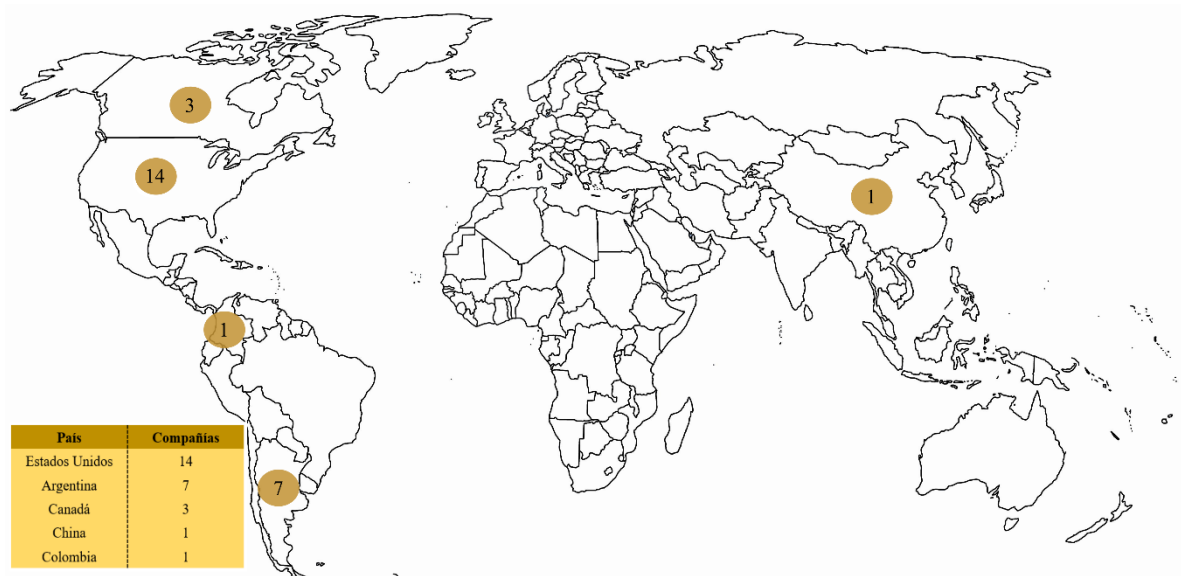 3
14
1
1
7
País Compañías
Estados Unidos 14
Argentina 7
Canadá 3
China 1
Colombia 1